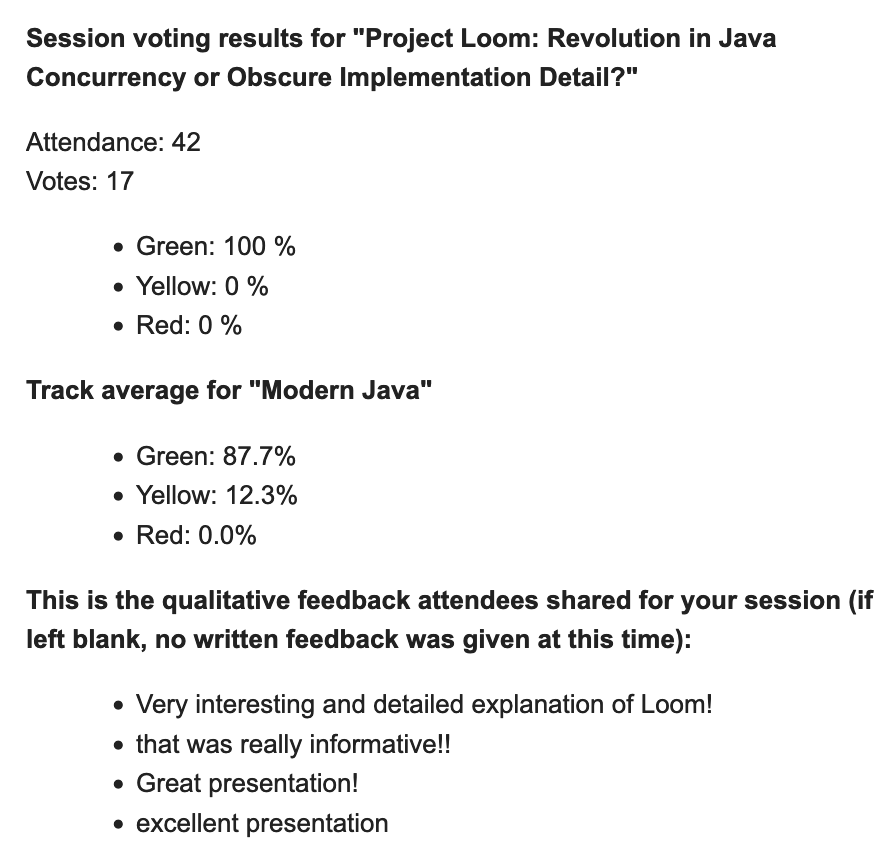 Session voting results for "Project Loom: Revolution in Java
Concurrency or Obscure Implementation Detail?"
Attendance: 42
Votes: 17
• Green: 100 %
• Yellow: 0 %
• Red: 0 %
Track average for "Modern Java"
• Green: 87.7%
• Yellow: 12.3%
• Red: 0.0%
This is the qualitative feedback attendees shared for your session (if
left blank, no written feedback was given at this time):
• Very interesting and detailed explanation of Loom!
• that was really informative!!
• Great presentation!
• excellent presentation